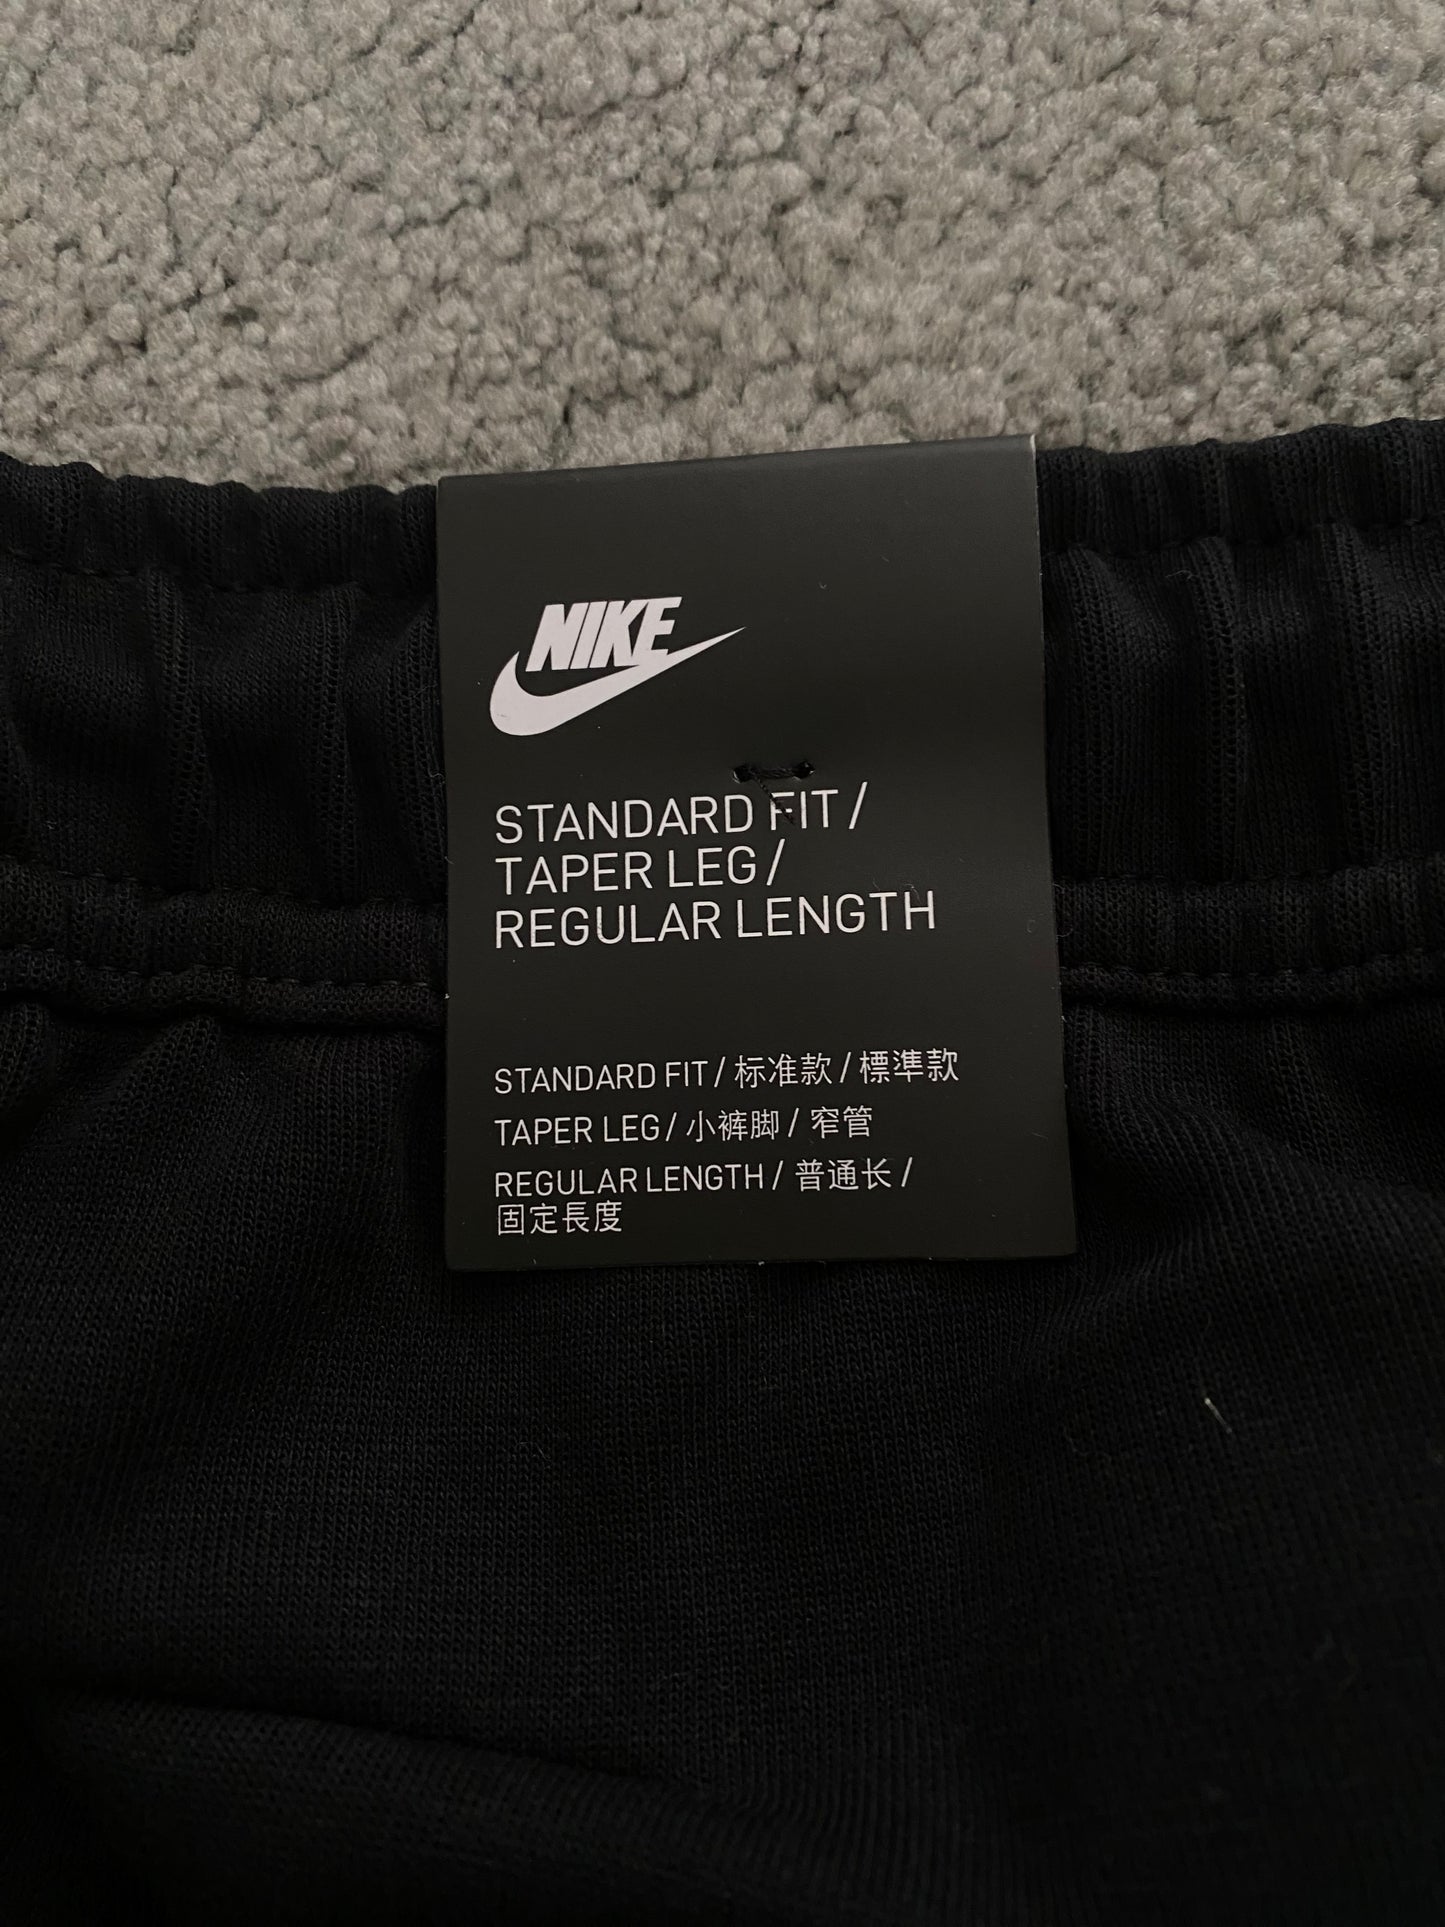 NIKE
STANDARD FIT /
TAPER LEG /
REGULAR LENGTH
STANDARD FIT / 标准款 / 標準款
TAPER LEG / 小裤脚 / 窄管
REGULAR LENGTH / 普通长 /
固定長度